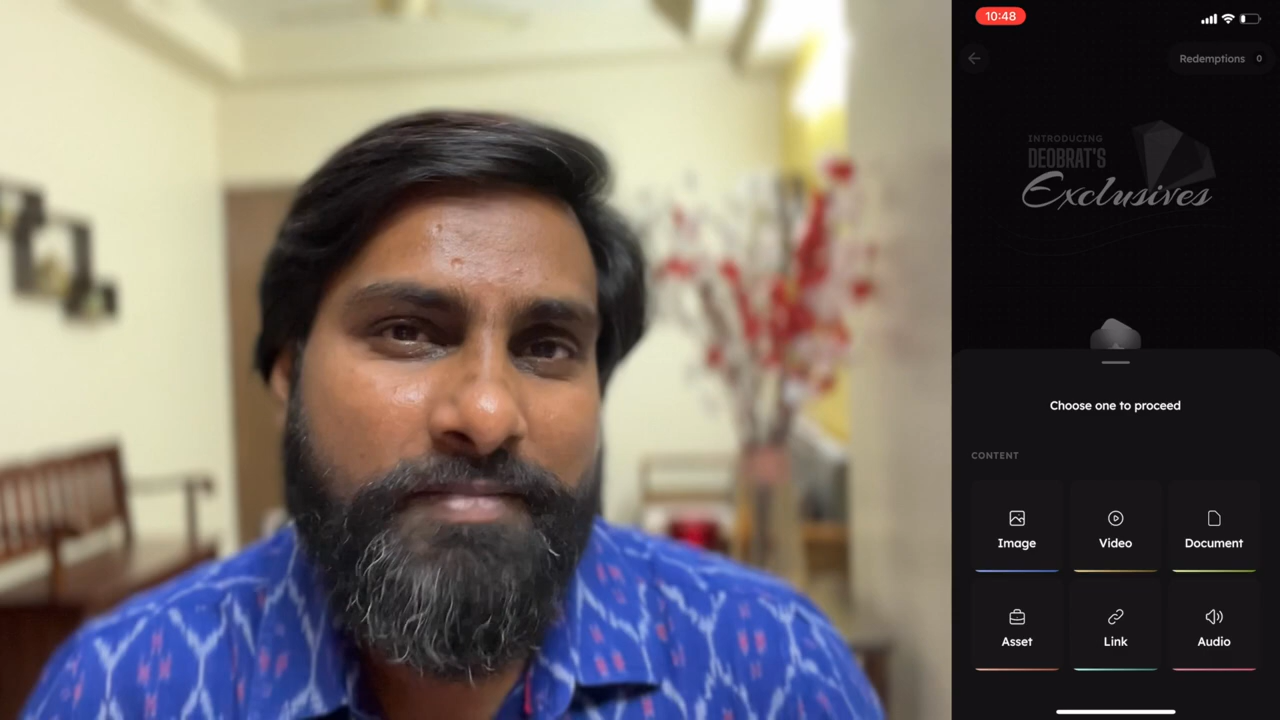 10:48
Redemptions 0
INTRODUCING
DEOBRAT'S
Exclusives
Choose one to proceed
CONTENT
Image Video Document
Asset Link Audio